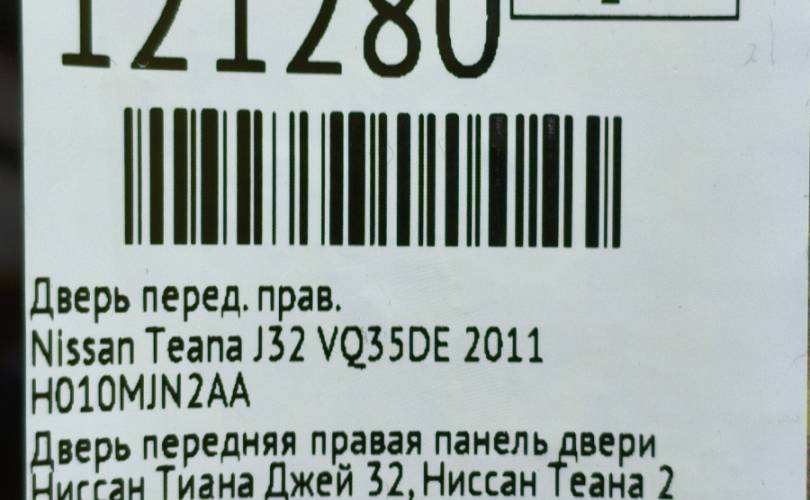 121280
Дверь перед. прав.
Nissan Teana J32 VQ35DE 2011
H010MJN2AA
Дверь передняя правая панель двери
Ниссан Тиана Джей 32, Ниссан Теана 2